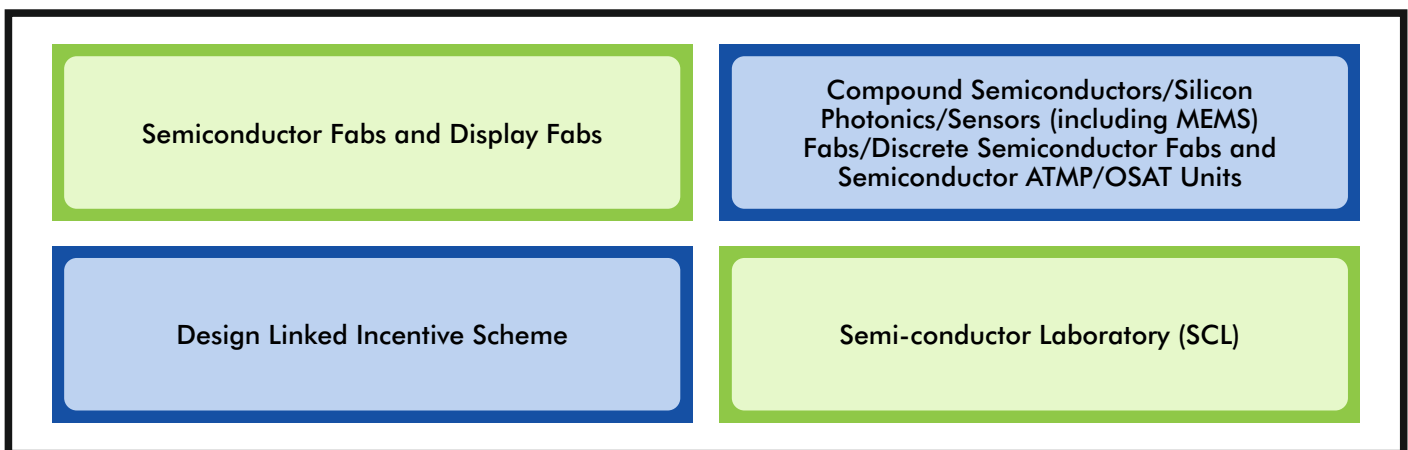 Semiconductor Fabs and Display Fabs
Compound Semiconductors/Silicon
Photonics/Sensors (including MEMS)
Fabs/Discrete Semiconductor Fabs and
Semiconductor ATMP/OSAT Units
Design Linked Incentive Scheme
Semi-conductor Laboratory (SCL)